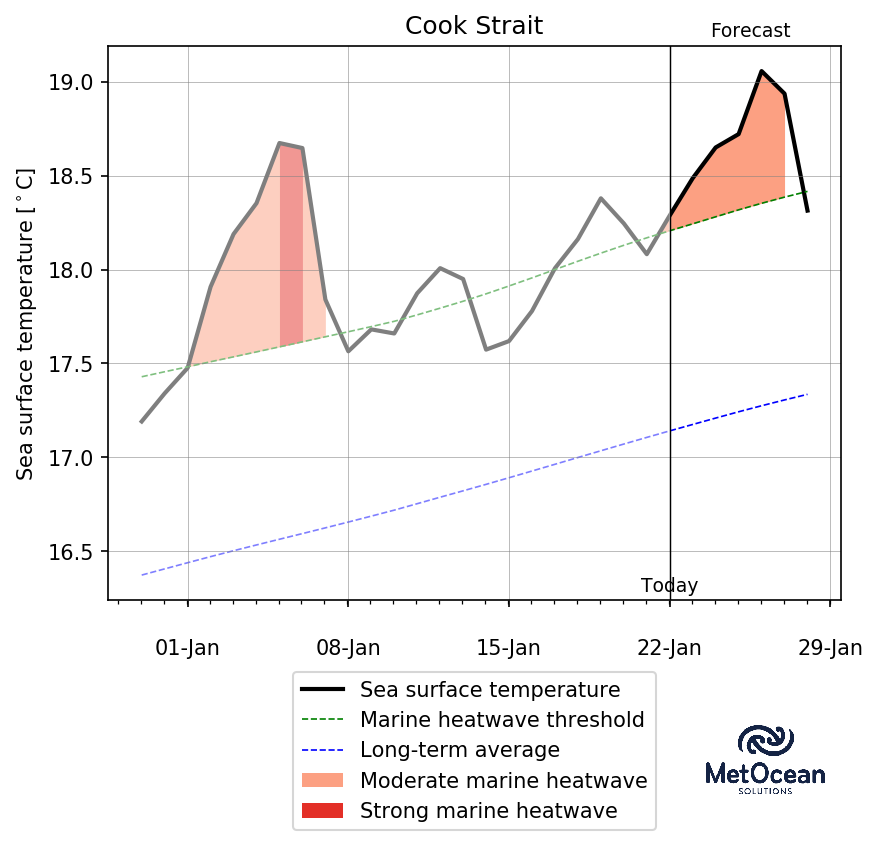 Cook Strait
Forecast
Sea surface temperature [°C]
19.0
18.5
18.0
17.5
17.0
16.5
Today
01-Jan 08-Jan 15-Jan 22-Jan 29-Jan
Sea surface temperature
Marine heatwave threshold
Long-term average
Moderate marine heatwave
Strong marine heatwave
MetOcean
SOLUTIONS